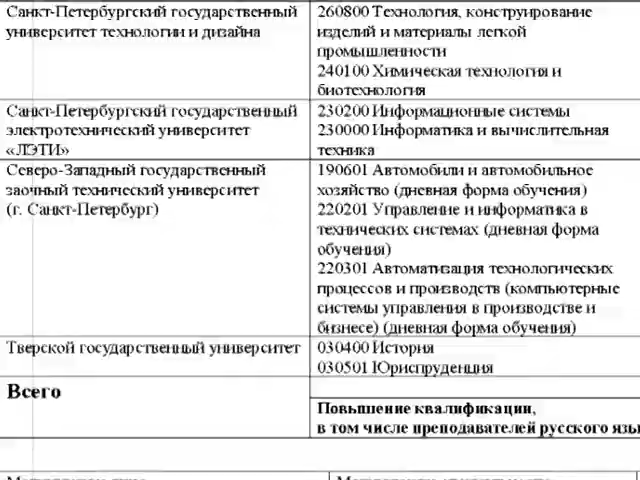 Санкт-Петербургский государственный
университет технологии и дизайна
260800 Технология, конструирование
изделий и материалы легкой
промышленности
240100 Химическая технология и
биотехнология
Санкт-Петербургский государственный
электротехнический университет
«ЛЭТИ»
230200 Информационные системы
230000 Информатика и вычислительная
техника
Северо-Западный государственный
заочный технический университет
(г. Санкт-Петербург)
190601 Автомобили и автомобильное
хозяйство (дневная форма обучения)
220201 Управление и информатика в
технических системах (дневная форма
обучения)
220301 Автоматизация технологических
процессов и производств (компьютерные
системы управления в производстве и
бизнесе) (дневная форма обучения)
Тверской государственный университет
030400 История
030501 Юриспруденция
Всего
Повышение квалификации,
в том числе преподавателей русского язы